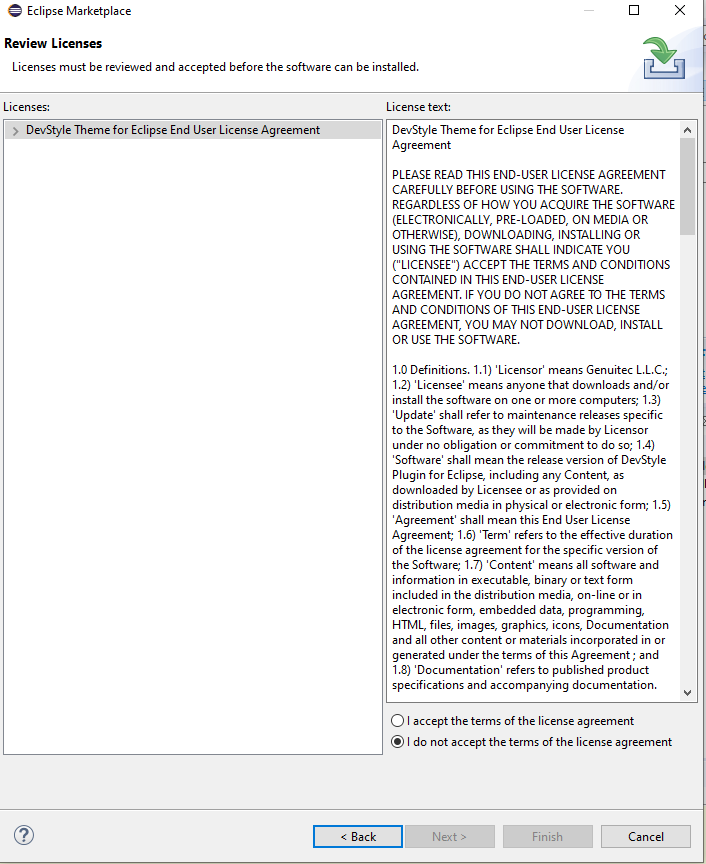 Eclipse Marketplace
Review Licenses
Licenses must be reviewed and accepted before the software can be installed.
Licenses:
DevStyle Theme for Eclipse End User License Agreement
License text:
DevStyle Theme for Eclipse End User License
Agreement
PLEASE READ THIS END-USER LICENSE AGREEMENT
CAREFULLY BEFORE USING THE SOFTWARE.
REGARDLESS OF HOW YOU ACQUIRE THE SOFTWARE
(ELECTRONICALLY, PRE-LOADED, ON MEDIA OR
OTHERWISE), DOWNLOADING, INSTALLING OR
USING THE SOFTWARE SHALL INDICATE YOU
("LICENSEE") ACCEPT THE TERMS AND CONDITIONS
CONTAINED IN THIS END-USER LICENSE
AGREEMENT. IF YOU DO NOT AGREE TO THE TERMS
AND CONDITIONS OF THIS END-USER LICENSE
AGREEMENT, YOU MAY NOT DOWNLOAD, INSTALL
OR USE THE SOFTWARE.
1.0 Definitions. 1.1) 'Licensor' means Genuitec L.L.C.;
1.2) 'Licensee' means anyone that downloads and/or
install the software on one or more computers; 1.3)
'Update' shall refer to maintenance releases specific
to the Software, as they will be made by Licensor
under no obligation or commitment to do so; 1.4)
'Software' shall mean the release version of DevStyle
Plugin for Eclipse, including any Content, as
downloaded by Licensee or as provided on
distribution media in physical or electronic form; 1.5)
'Agreement' shall mean this End User License
Agreement; 1.6) 'Term' refers to the effective duration
of the license agreement for the specific version of
the Software; 1.7) 'Content' means all software and
information in executable, binary or text form
included in the distribution media, on-line or in
electronic form, embedded data, programming,
HTML, files, images, graphics, icons, Documentation
and all other content or materials incorporated in or
generated under the terms of this Agreement ; and
1.8) 'Documentation' refers to published product
specifications and accompanying documentation.
I accept the terms of the license agreement
I do not accept the terms of the license agreement
?
< Back
Next >
Finish
Cancel